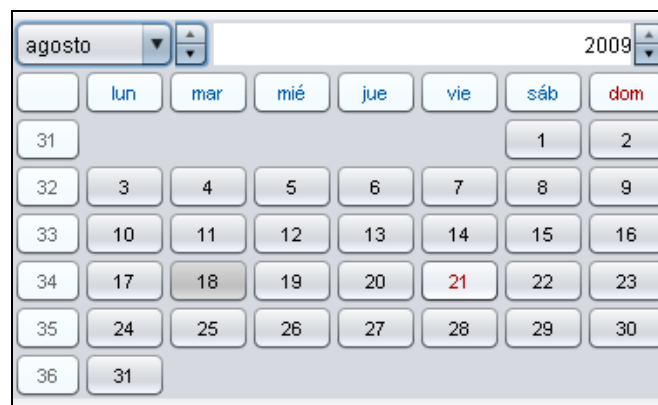 agosto 2009
lun mar mié jue vie sáb dom
31 1 2
32 3 4 5 6 7 8 9
33 10 11 12 13 14 15 16
34 17 18 19 20 21 22 23
35 24 25 26 27 28 29 30
36 31